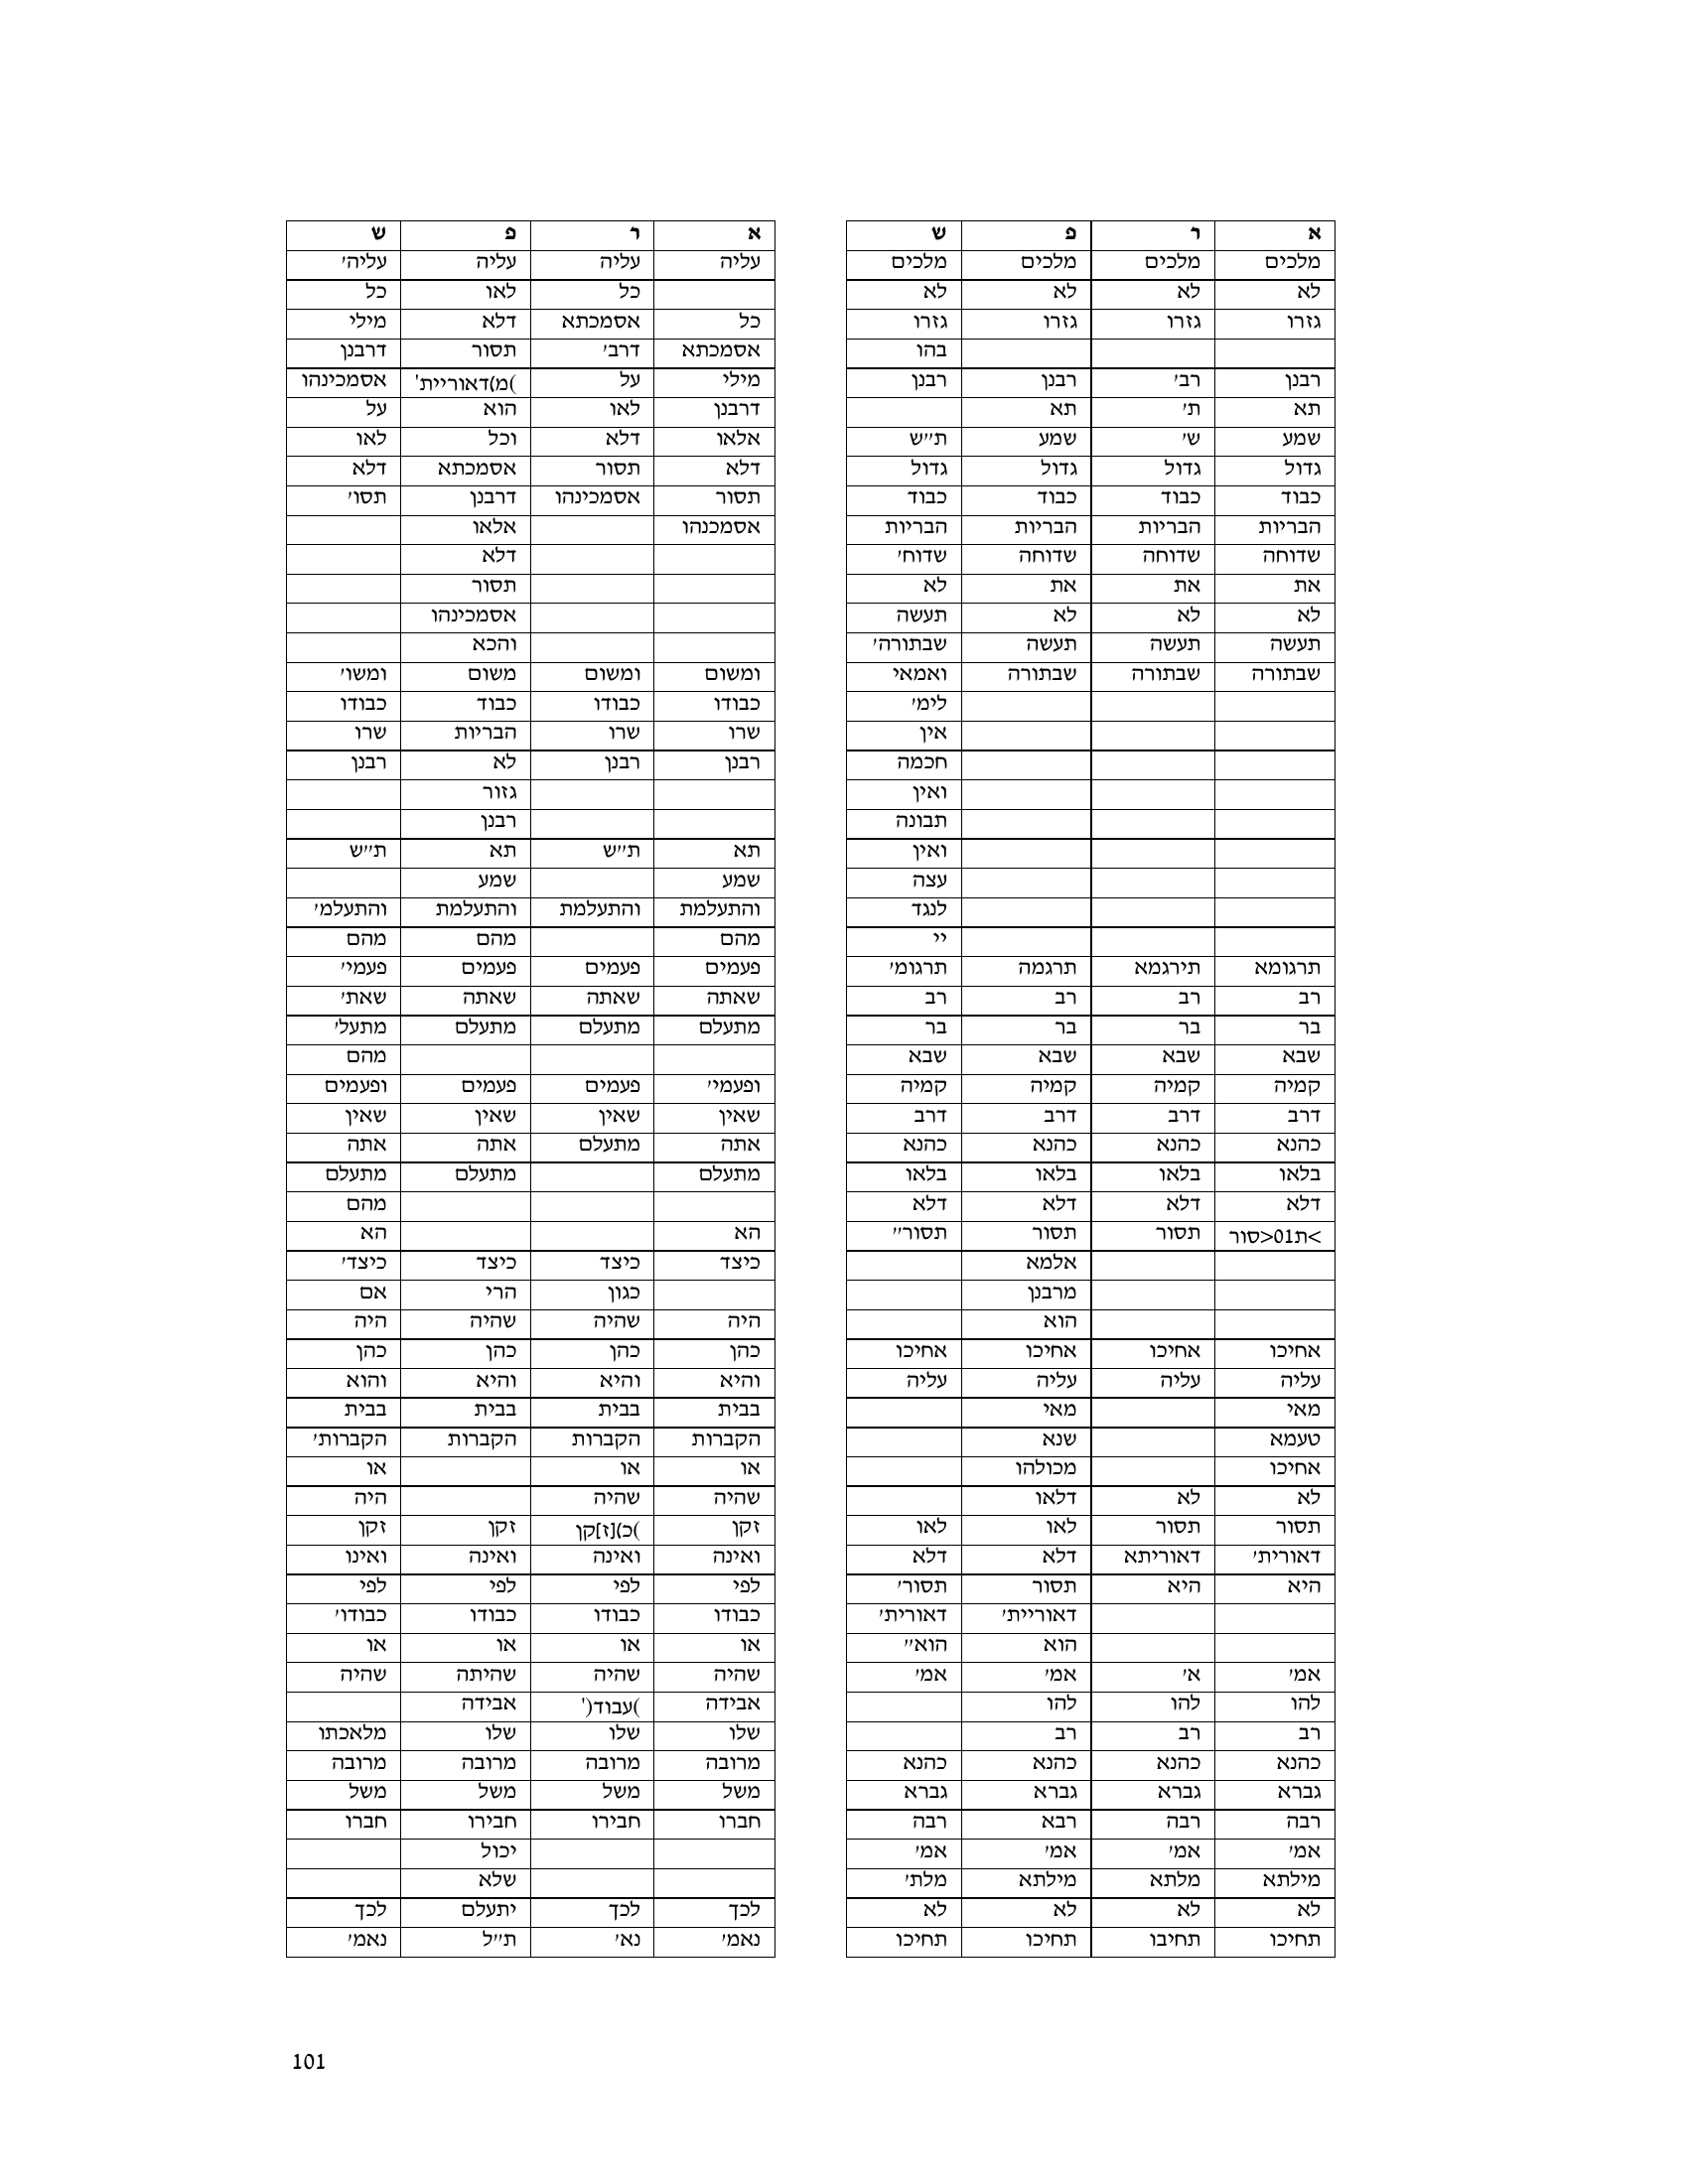 א ר פ ש
מלכים מלכים מלכים מלכים
לא לא לא לא
גזרו גזרו גזרו גזרו
בהו
רבנן רב׳ רבנן רבנן
תא ת׳ תא
שמע ש׳ שמע ת״ש
גדול גדול גדול גדול
כבוד כבוד כבוד כבוד
הבריות הבריות הבריות הבריות
שדוחה שדוחה שדוחה שדוח׳
את את את לא
לא לא לא תעשה
תעשה תעשה תעשה שבתורה׳
שבתורה שבתורה שבתורה ואמאי
לימ׳
אין
חכמה
ואין
תבונה
ואין
עצה
לנגד
יי
תרגומא תירגמא תרגמה תרגומ׳
רב רב רב רב
בר בר בר בר
שבא שבא שבא שבא
קמיה קמיה קמיה קמיה
דרב דרב דרב דרב
כהנא כהנא כהנא כהנא
בלאו בלאו בלאו בלאו
דלא דלא דלא דלא
>ת01<סור תסור תסור תסור״
אלמא
מרבנן
הוא
אחיכו אחיכו אחיכו אחיכו
עליה עליה עליה עליה
מאי מאי
טעמא שנא
אחיכו מכולהו
לא לא דלאו
תסור תסור לאו לאו
דאורית׳ דאוריתא דלא דלא
היא היא תסור תסור׳
דאוריית׳ דאורית׳
הוא הוא״
אמ׳ א׳ אמ׳ אמ׳
להו להו להו
רב רב רב
כהנא כהנא כהנא כהנא
גברא גברא גברא גברא
רבה רבה רבא רבה
אמ׳ אמ׳ אמ׳ אמ׳
מילתא מלתא מילתא מלת׳
לא לא לא לא
תחיכו תחיבו תחיכו תחיכו
א ר פ ש
עליה עליה עליה עליה׳
כל לאו כל
כל אסמכתא דלא מילי
אסמכתא דרב׳ תסור דרבנן
מילי על )מ(דאוריית' אסמכינהו
דרבנן לאו הוא על
אלאו דלא וכל לאו
דלא תסור אסמכתא דלא
תסור אסמכינהו דרבנן תסו׳
אסמכנהו אלאו
דלא
תסור
אסמכינהו
והכא
ומשום ומשום משום ומשו׳
כבודו כבודו כבוד כבודו
שרו שרו הבריות שרו
רבנן רבנן לא רבנן
גזור
רבנן
תא ת״ש תא ת״ש
שמע שמע
והתעלמת והתעלמת והתעלמת והתעלמ׳
מהם מהם מהם
פעמים פעמים פעמים פעמי׳
שאתה שאתה שאתה שאת׳
מתעלם מתעלם מתעלם מתעל׳
מהם
ופעמי׳ פעמים פעמים ופעמים
שאין שאין שאין שאין
אתה מתעלם אתה אתה
מתעלם מתעלם מתעלם
מהם
הא הא
כיצד כיצד כיצד כיצד׳
כגון הרי אם
היה שהיה שהיה היה
כהן כהן כהן כהן
והיא והיא והיא והוא
בבית בבית בבית בבית
הקברות הקברות הקברות הקברות׳
או או או
שהיה שהיה היה
זקן )כ([ז]קן זקן זקן
ואינה ואינה ואינה ואינו
לפי לפי לפי לפי
כבודו כבודו כבודו כבודו׳
או או או או
שהיה שהיה שהיתה שהיה
אבידה )עבוד(' אבידה
שלו שלו שלו מלאכתו
מרובה מרובה מרובה מרובה
משל משל משל משל
חברו חבירו חבירו חברו
יכול
שלא
לכך לכך יתעלם לכך
נאמ׳ נא׳ ת״ל נאמ׳
101